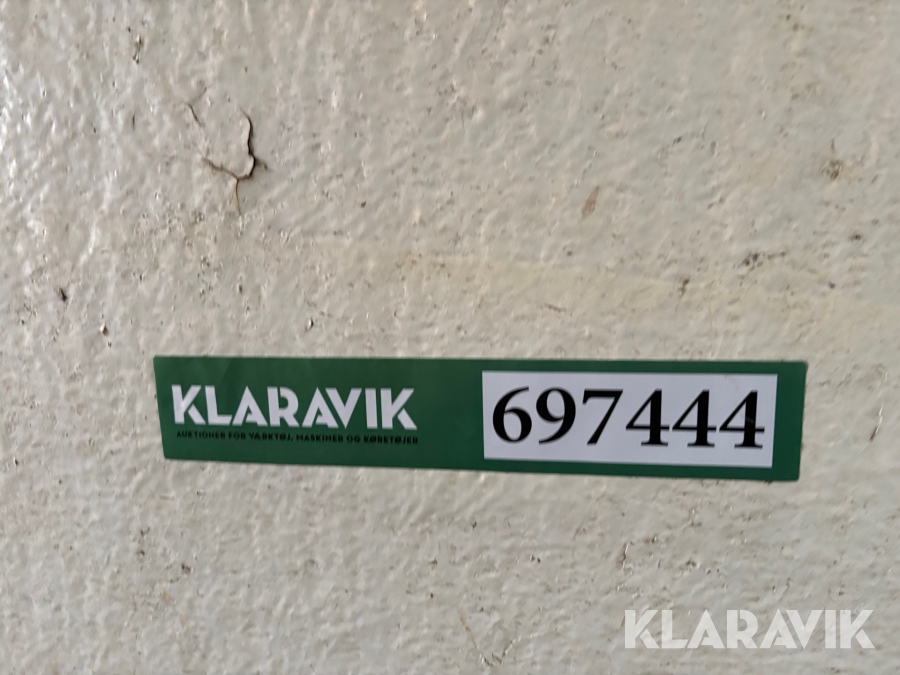 KLARAVIK
AUKTIONER FOR VÆRKTØJ, MASKINER OG KØRETØJER
697444
KLARAVIK